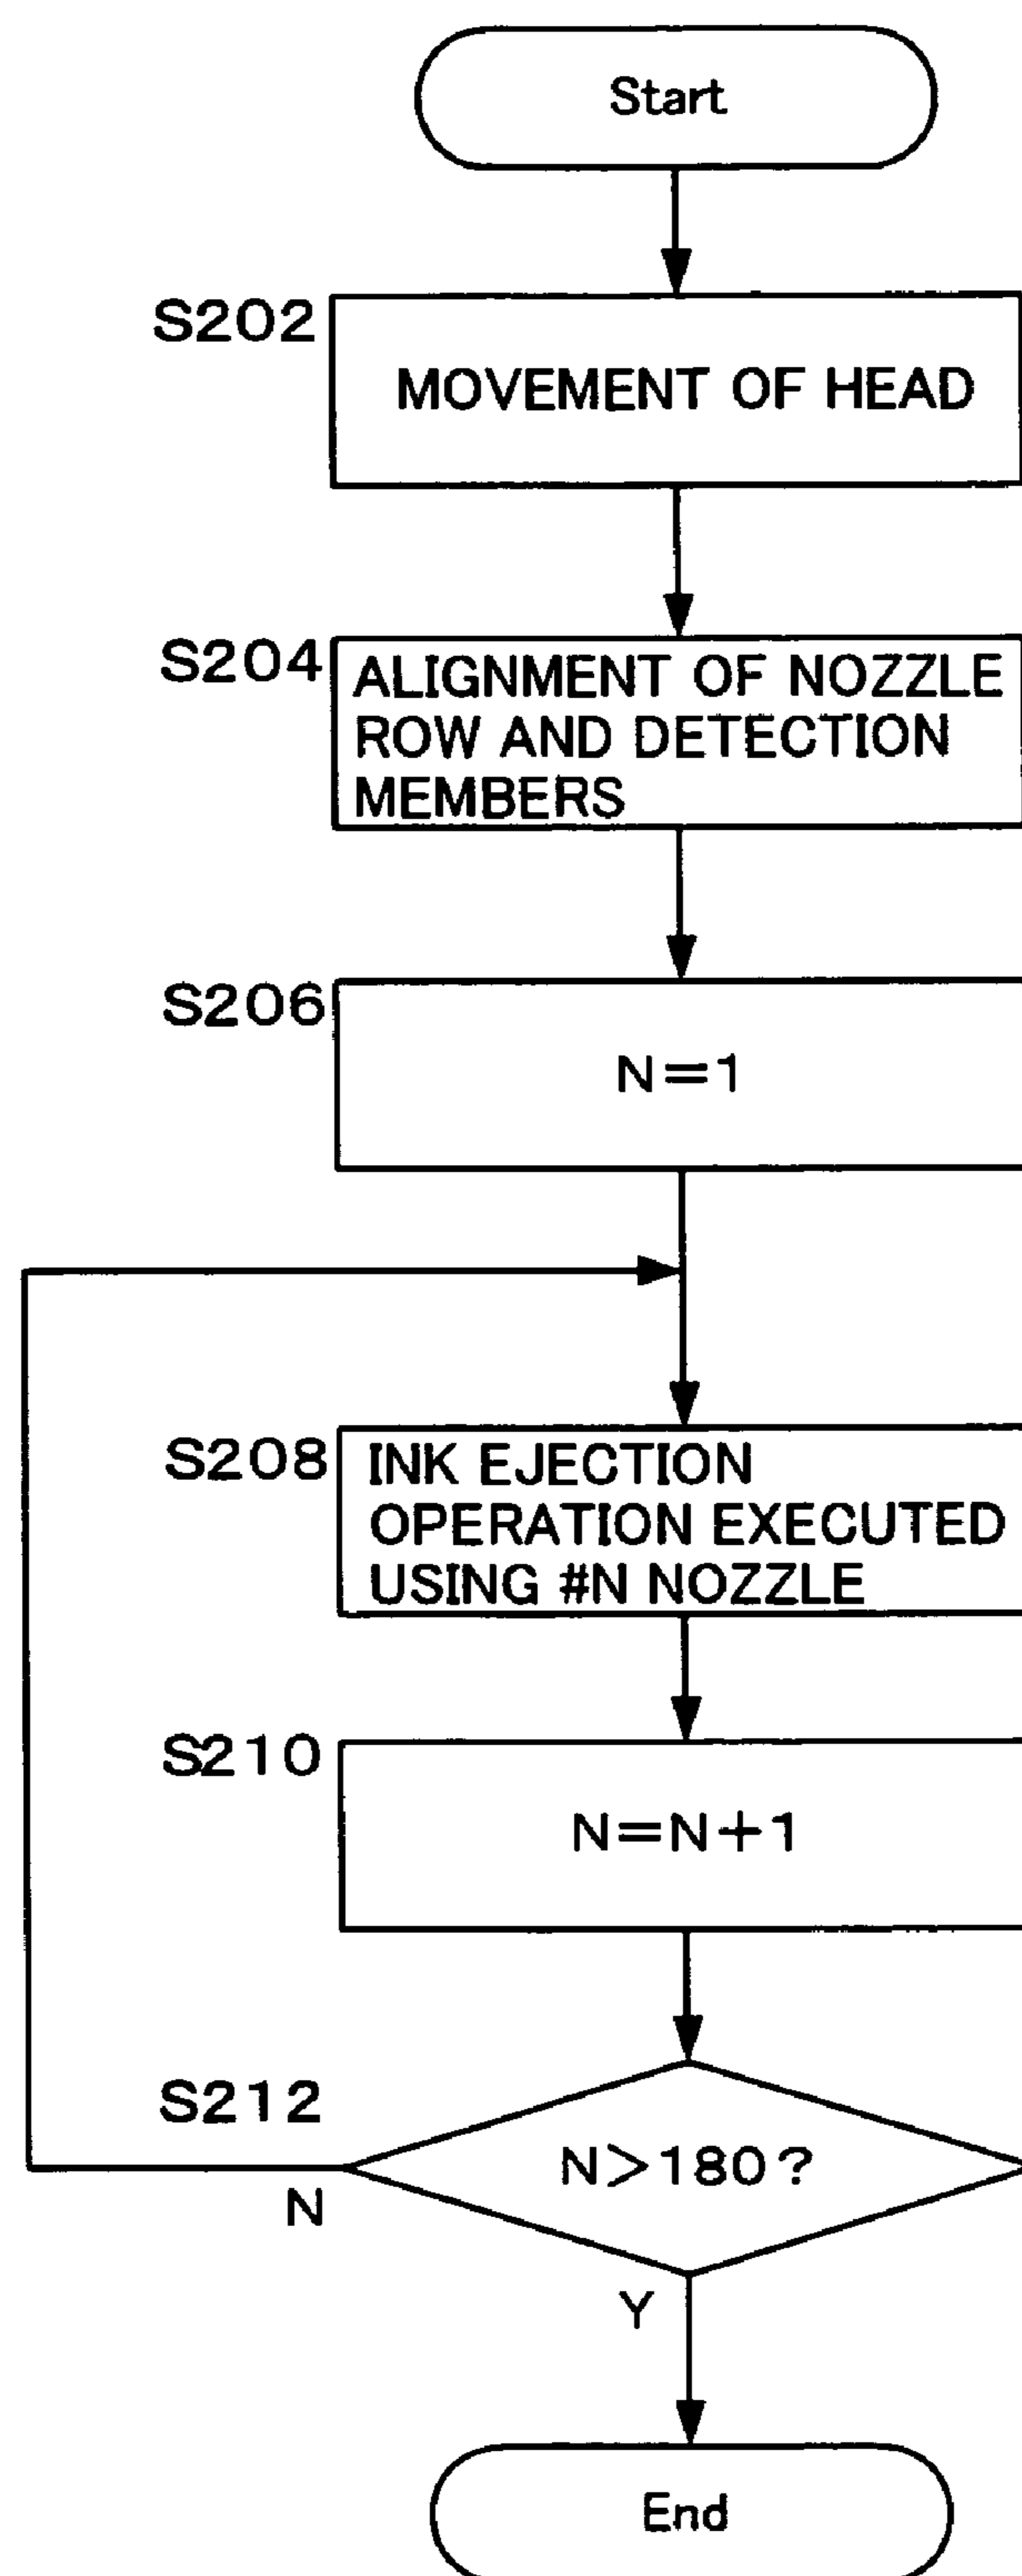 Start
S202
MOVEMENT OF HEAD
S204
ALIGNMENT OF NOZZLE
ROW AND DETECTION
MEMBERS
S206
N=1
S208
INK EJECTION
OPERATION EXECUTED
USING #N NOZZLE
S210
N=N+1
S212
N>180?
N
Y
End